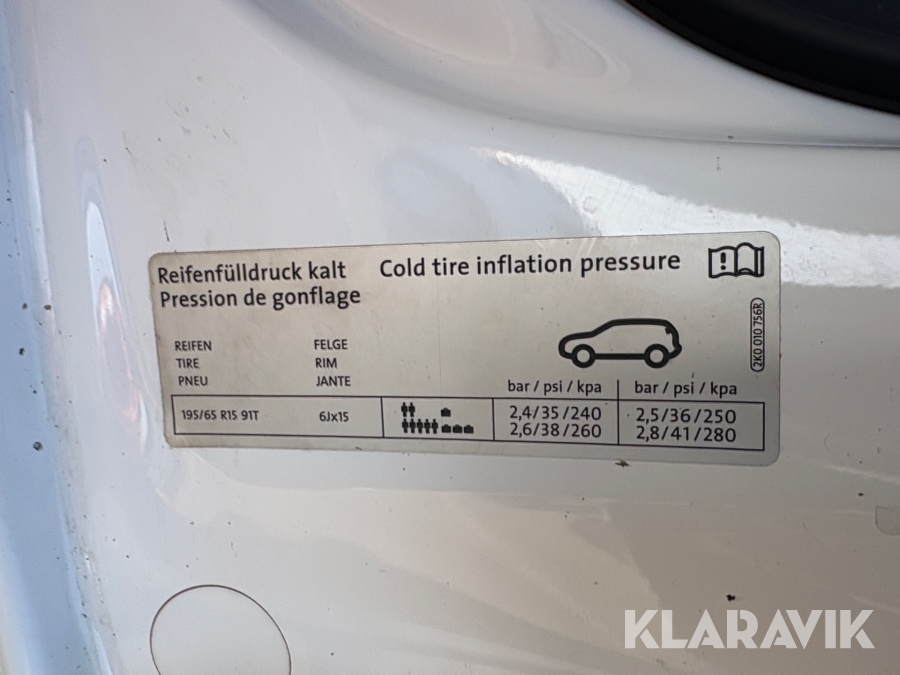 Reifenfülldruck kalt Cold tire inflation pressure
Pression de gonflage
REIFEN FELGE
TIRE RIM
PNEU JANTE
bar / psi / kpa bar / psi / kpa
195/65 R15 91T 6Jx15 2,4/35/240 2,5/36/250
2,6/38/260 2,8/41/280
2K0 010 756R
KLARAVIK